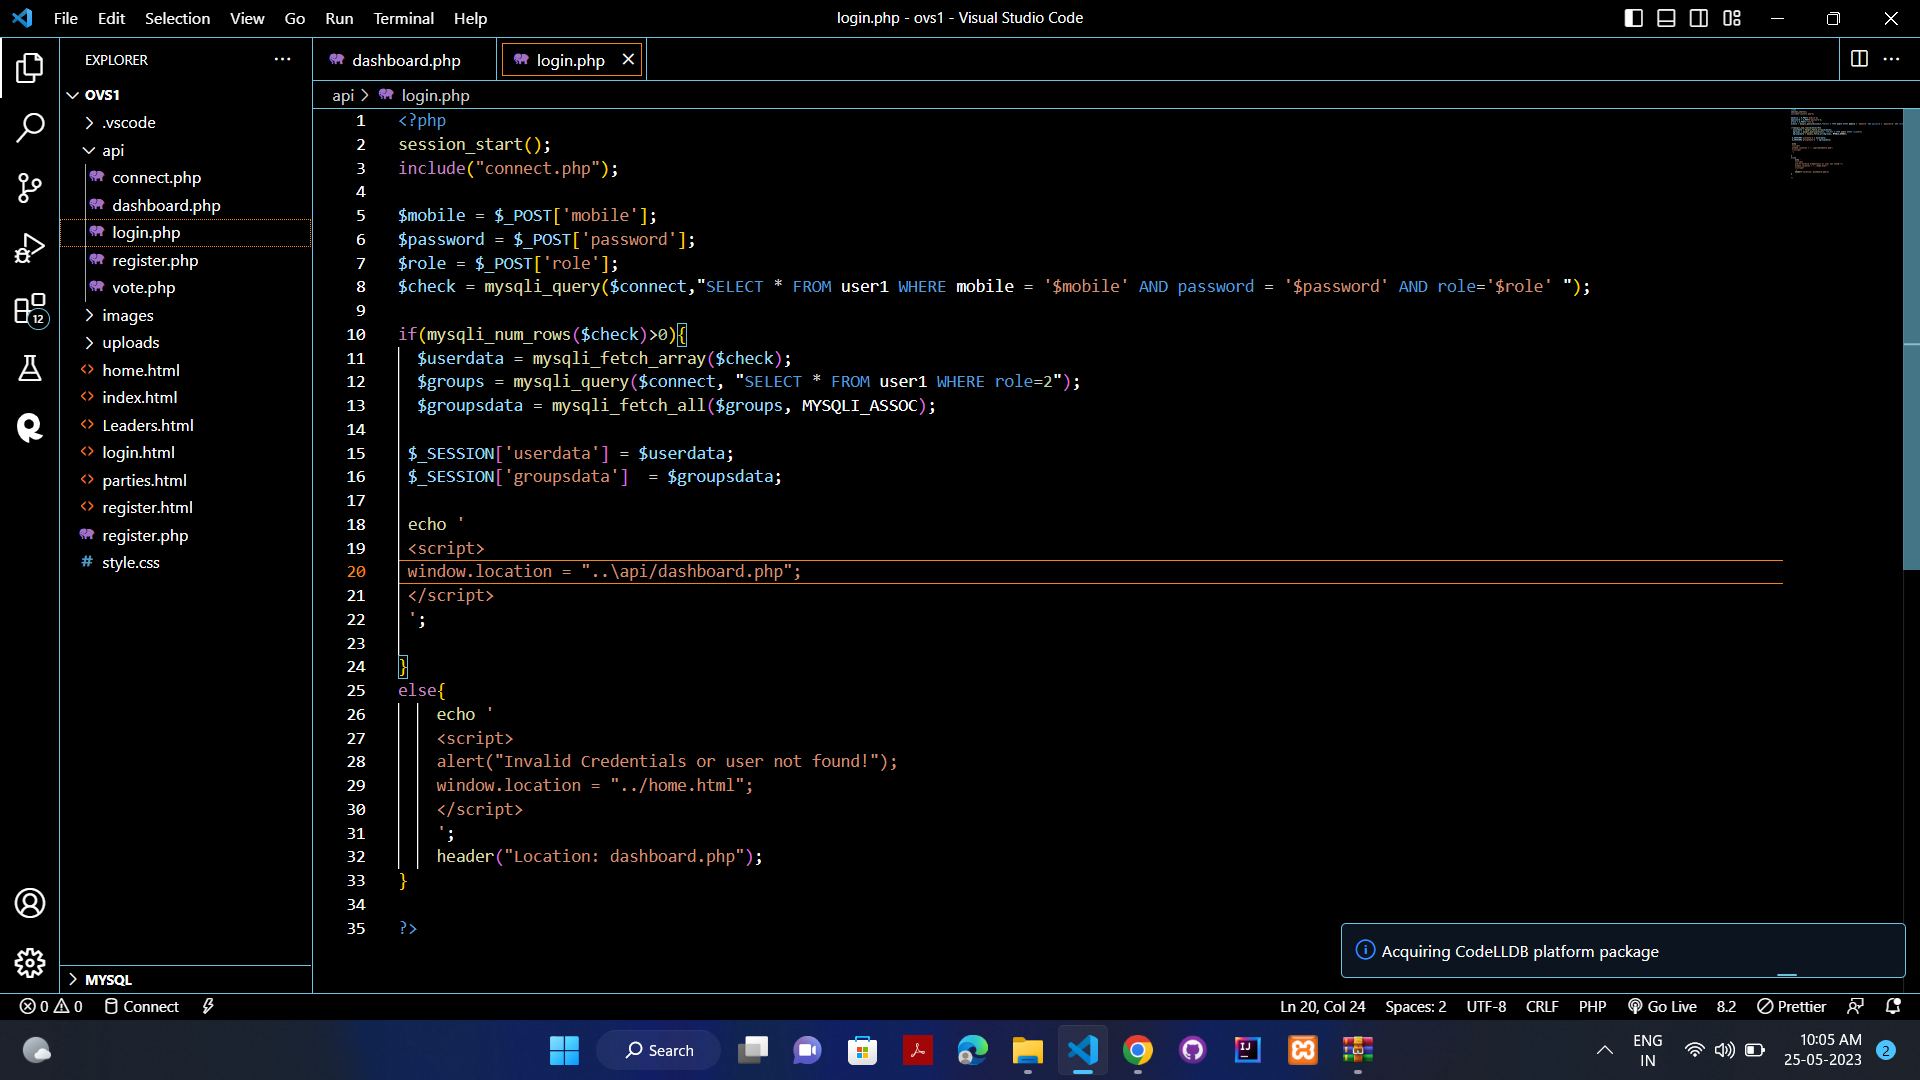 File Edit Selection View Go Run Terminal Help
login.php - ovs1 - Visual Studio Code
EXPLORER
dashboard.php
login.php
OVS1
.vscode
api
connect.php
dashboard.php
login.php
register.php
vote.php
images
uploads
home.html
index.html
Leaders.html
login.html
parties.html
register.html
register.php
style.css
MYSQL
12
api > login.php
1 <?php
2 session_start();
3 include("connect.php");
4
5 $mobile = $_POST['mobile'];
6 $password = $_POST['password'];
7 $role = $_POST['role'];
8 $check = mysqli_query($connect,"SELECT * FROM user1 WHERE mobile = '$mobile' AND password = '$password' AND role='$role' ");
9
10 if(mysqli_num_rows($check)>0){
11 $userdata = mysqli_fetch_array($check);
12 $groups = mysqli_query($connect, "SELECT * FROM user1 WHERE role=2");
13 $groupsdata = mysqli_fetch_all($groups, MYSQLI_ASSOC);
14
15 $_SESSION['userdata'] = $userdata;
16 $_SESSION['groupsdata']  = $groupsdata;
17
18 echo '
19 <script>
20 window.location = "..\api/dashboard.php";
21 </script>
22 ';
23
24 }
25 else{
26 echo '
27 <script>
28 alert("Invalid Credentials or user not found!");
29 window.location = "../home.html";
30 </script>
31 ';
32 header("Location: dashboard.php");
33 }
34
35 ?>
Acquiring CodeLLDB platform package
0 0 Connect
Ln 20, Col 24 Spaces: 2 UTF-8 CRLF PHP Go Live 8.2 Prettier
Search
IJ
ENG
IN
10:05 AM
25-05-2023
2